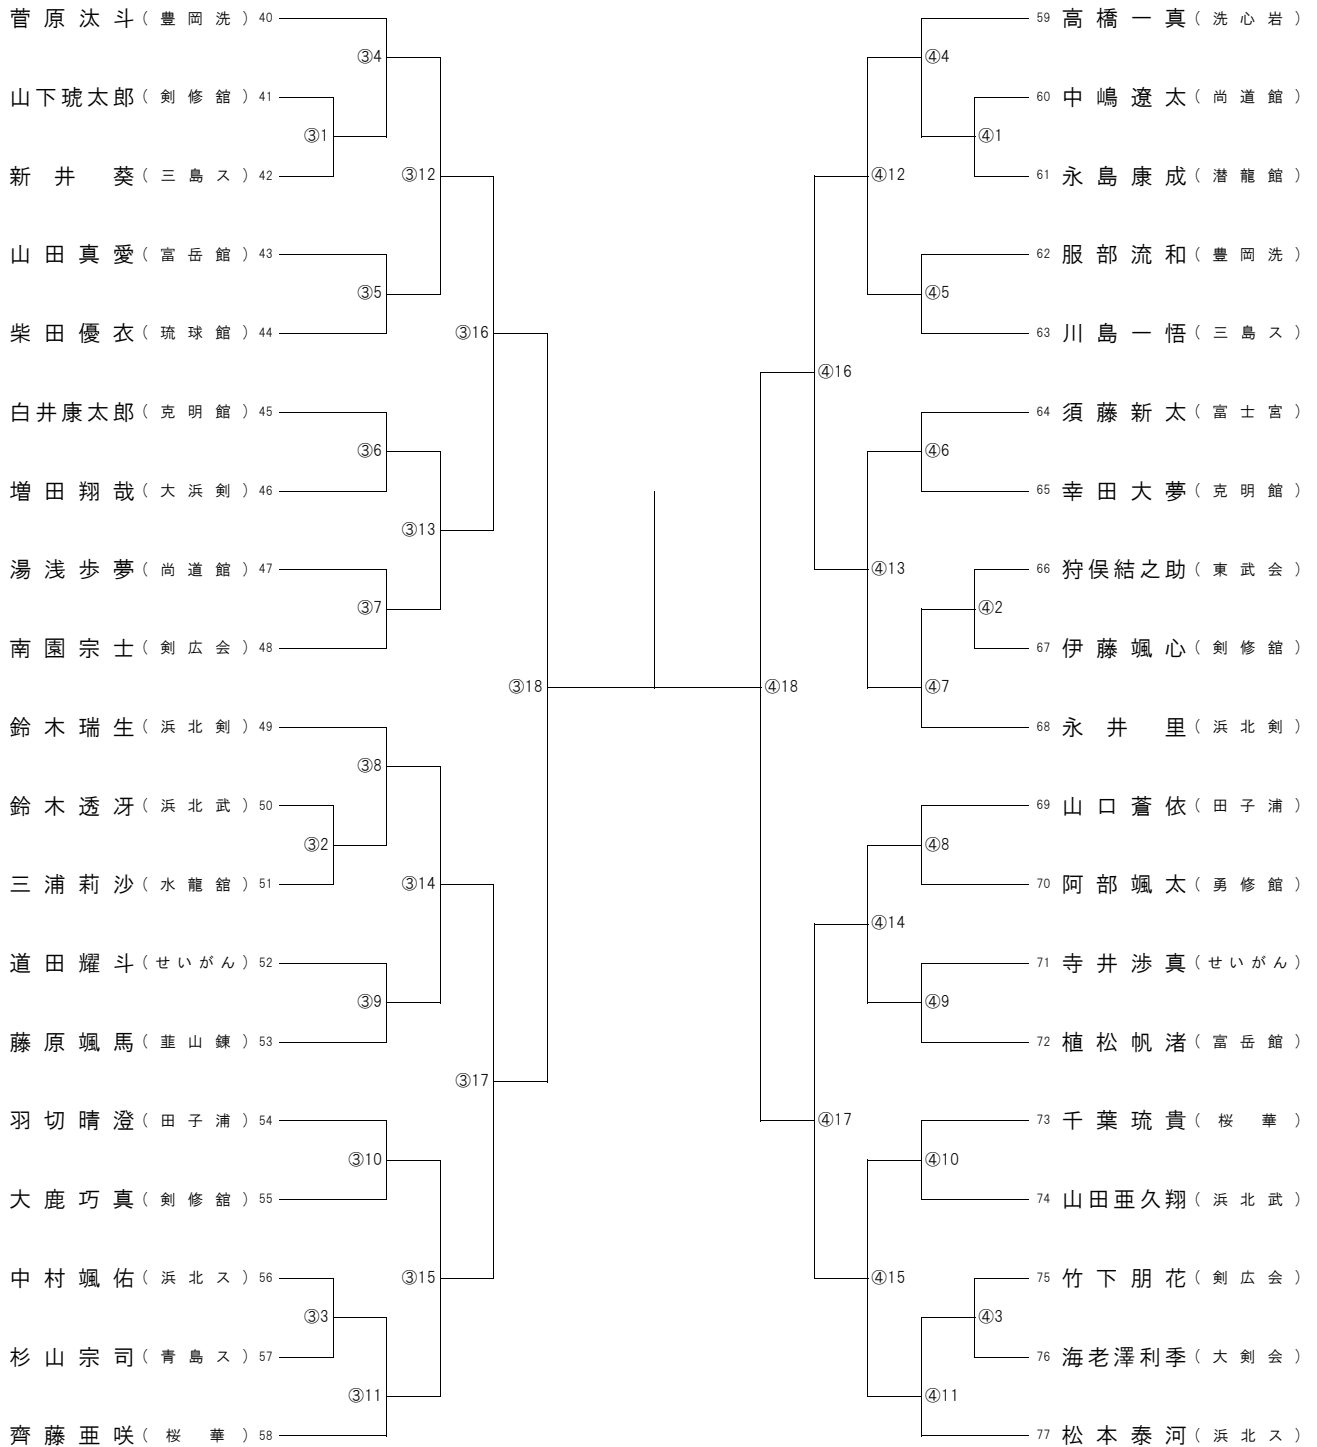 菅原汰斗（豊岡洗）40
③4
山下琥太郎（剣修舘）41
③1
新井 葵（三島ス）42
③12
山田真愛（富岳館）43
③5
柴田優衣（琉球館）44
③16
白井康太郎（克明館）45
③6
増田翔哉（大浜剣）46
③13
湯浅歩夢（尚道館）47
③7
南園宗士（剣広会）48
③18
鈴木瑞生（浜北剣）49
③8
鈴木透冴（浜北武）50
③2
三浦莉沙（水龍舘）51
③14
道田耀斗（せいがん）52
③9
藤原颯馬（韮山錬）53
③17
羽切晴澄（田子浦）54
③10
大鹿巧真（剣修舘）55
中村颯佑（浜北ス）56
③15
③3
杉山宗司（青島ス）57
③11
齊藤亜咲（桜華）58
59 高橋一真（洗心岩）
④4
60 中嶋遼太（尚道館）
④1
61 永島康成（潜龍館）
④12
62 服部流和（豊岡洗）
④5
63 川島一悟（三島ス）
④16
64 須藤新太（富士宮）
④6
65 幸田大夢（克明館）
④13
66 狩俣結之助（東武会）
④2
67 伊藤颯心（剣修舘）
④7
④18
68 永井 里（浜北剣）
69 山口蒼依（田子浦）
④8
70 阿部颯太（勇修館）
④14
71 寺井渉真（せいがん）
④9
72 植松帆渚（富岳館）
④17
73 千葉琉貴（桜華）
④10
74 山田亜久翔（浜北武）
④15
75 竹下朋花（剣広会）
④3
76 海老澤利季（大剣会）
④11
77 松本泰河（浜北ス）